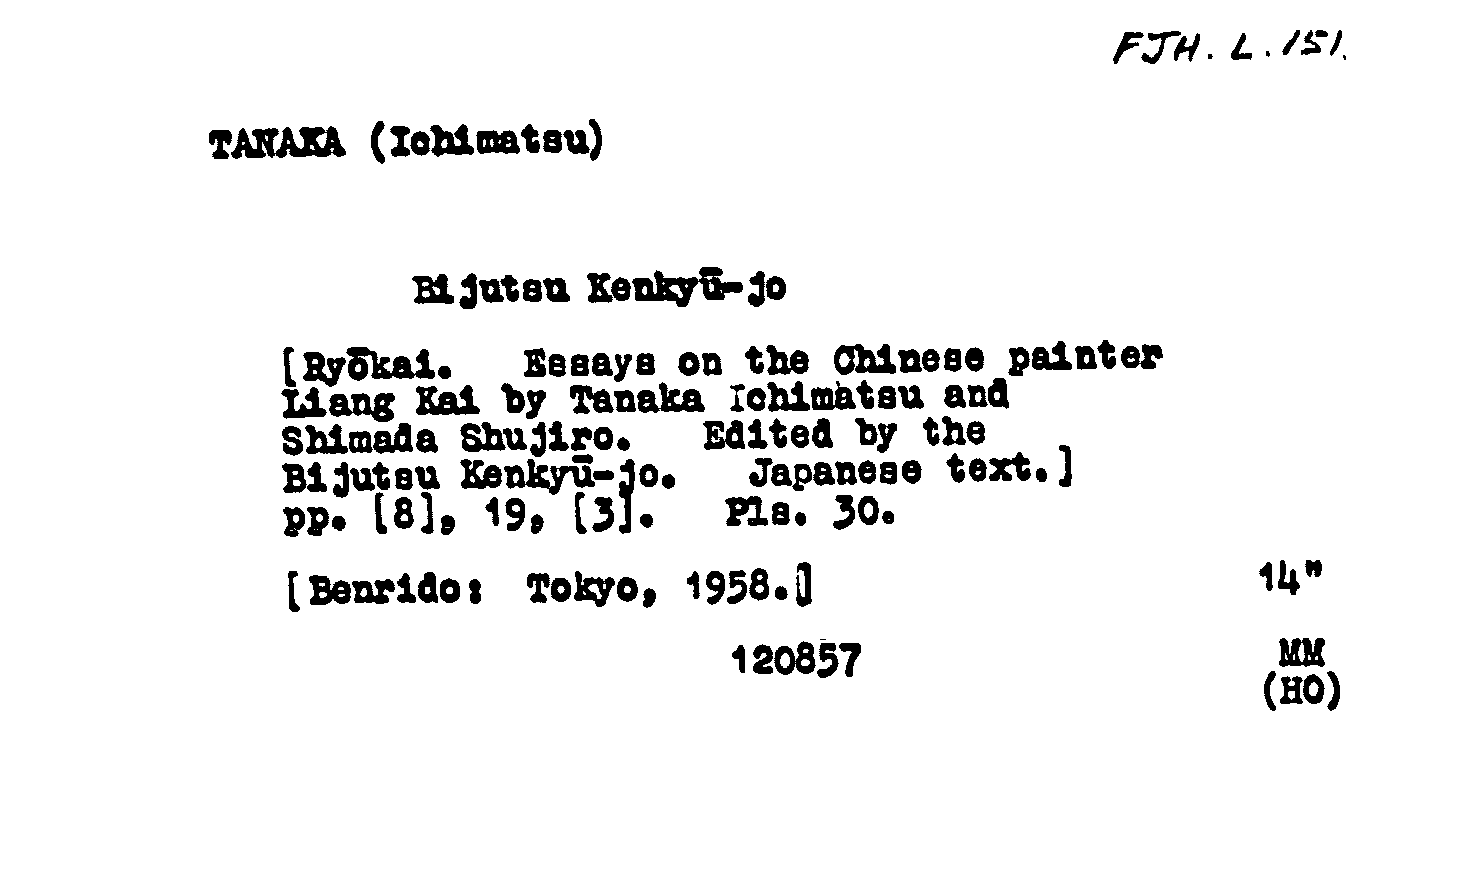 FJH. L. 151.
TANAKA (Ichimatsu)
Bijutsu Kenkyū-jo
[Ryōkai. Essays on the Chinese painter
Liang Kai by Tanaka Ichimatsu and
Shimada Shujiro. Edited by the
Bijutsu Kenkyū-jo. Japanese text.]
pp. [8], 19, [3]. Pls. 30.
[Benrido: Tokyo, 1958.]
14"
120857
MM
(HO)